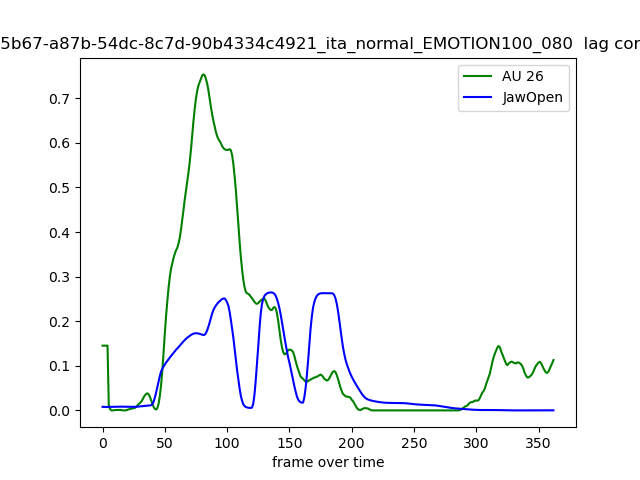 5b67-a87b-54dc-8c7d-90b4334c4921_ita_normal_EMOTION100_080 lag cor
AU 26
JawOpen
0.7
0.6
0.5
0.4
0.3
0.2
0.1
0.0
0 50 100 150 200 250 300 350
frame over time